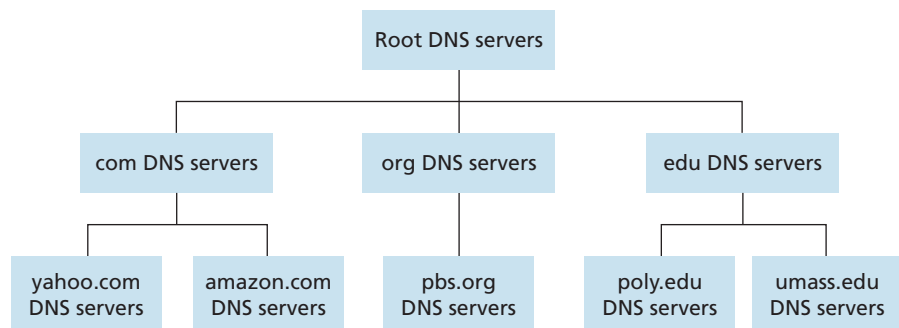 Root DNS servers
com DNS servers
org DNS servers
edu DNS servers
yahoo.com
DNS servers
amazon.com
DNS servers
pbs.org
DNS servers
poly.edu
DNS servers
umass.edu
DNS servers